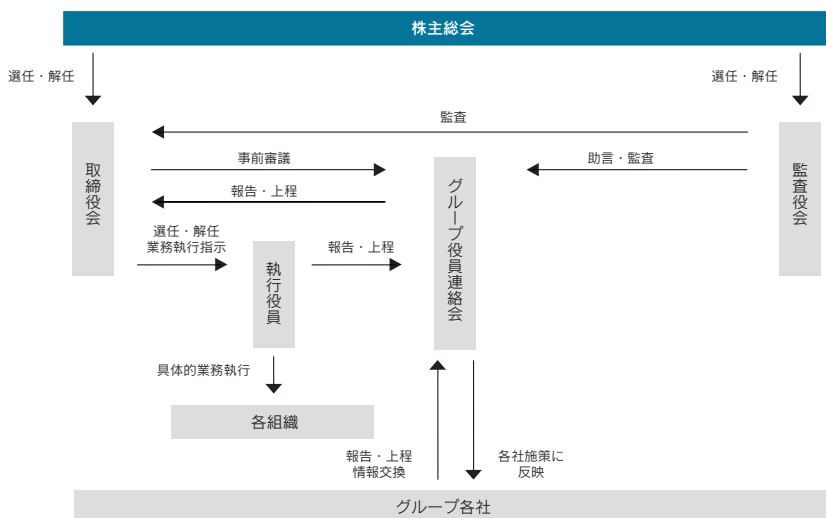 株主総会
選任・解任
選任・解任
監査
取締役会
事前審議
助言・監査
監査役会
報告・上程
グループ役員連絡会
選任・解任
業務執行指示
報告・上程
執行役員
具体的業務執行
各組織
報告・上程
情報交換
各社施策に
反映
グループ各社